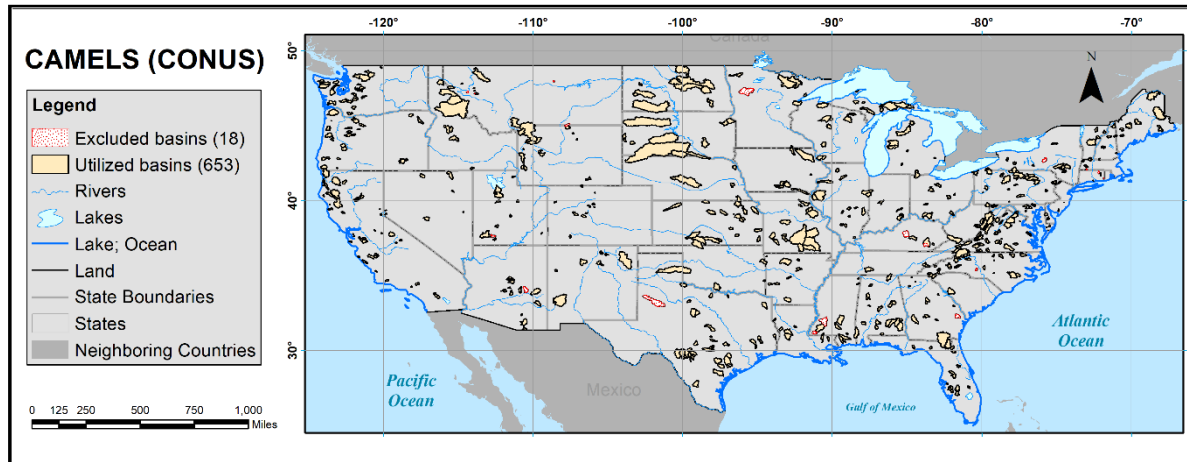 -120°
-110°
-100°
-90°
-80°
-70°
CAMELS (CONUS)
Legend
Excluded basins (18)
Utilized basins (653)
Rivers
Lakes
Lake; Ocean
Land
State Boundaries
States
Neighboring Countries
0 125 250 500 750 1,000
Miles
50°
40°
30°
Canada
N
Mexico
Pacific
Ocean
Gulf of Mexico
Atlantic
Ocean